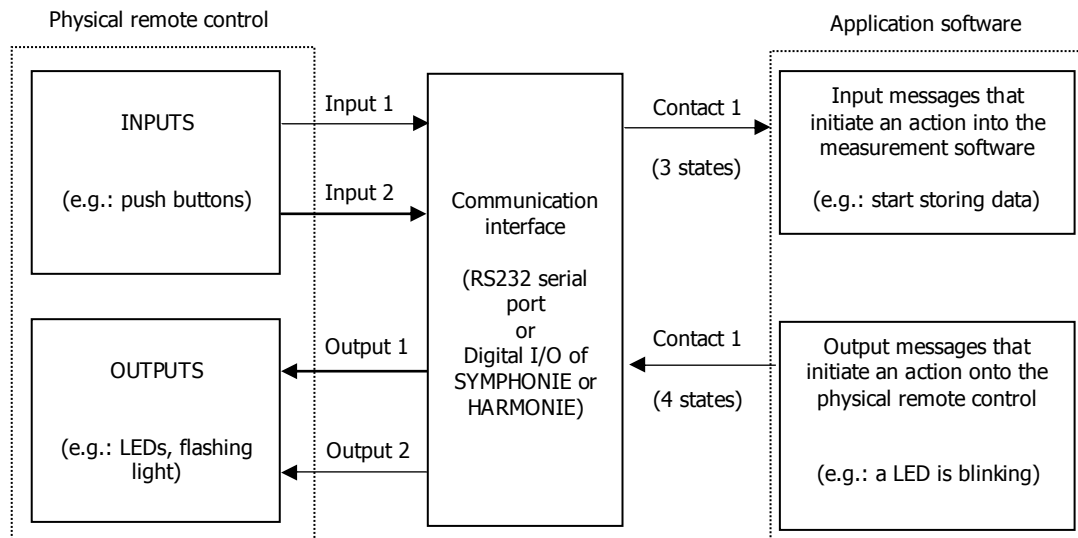 Physical remote control
Application software
INPUTS
(e.g.: push buttons)
Input 1
Input 2
OUTPUTS
(e.g.: LEDs, flashing
light)
Output 1
Output 2
Communication
interface
(RS232 serial
port
or
Digital I/O of
SYMPHONIE or
HARMONIE)
Contact 1
(3 states)
Contact 1
(4 states)
Input messages that
initiate an action into the
measurement software
(e.g.: start storing data)
Output messages that
initiate an action onto the
physical remote control
(e.g.: a LED is blinking)